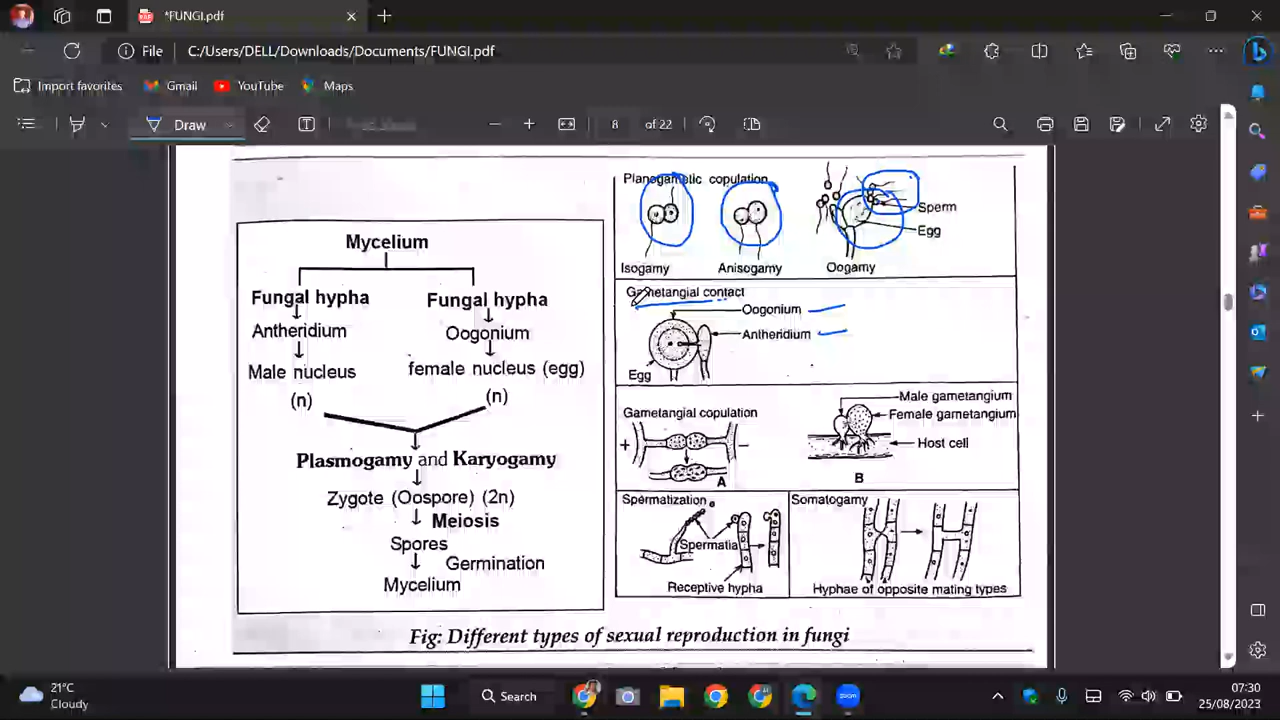 *FUNGI.pdf
File
C:/Users/DELL/Downloads/Documents/FUNGI.pdf
Import favorites
Gmail
YouTube
Maps
Draw
8
of 22
Mycelium
Fungal hypha
Fungal hypha
Antheridium
Oogonium
Male nucleus
female nucleus (egg)
(n)
(n)
Plasmogamy and Karyogamy
Zygote (Oospore) (2n)
Meiosis
Spores
Germination
Mycelium
Planogametic copulation
Sperm
Egg
Isogamy
Anisogamy
Oogamy
Gametangial contact
Oogonium
Antheridium
Egg
Gametangial copulation
+
–
A
Male gametangium
Female gametangium
Host cell
B
Spermatization
Spermatia
Receptive hypha
Somatogamy
Hyphae of opposite mating types
Fig: Different types of sexual reproduction in fungi
21°C
Cloudy
Search
07:30
25/08/2023